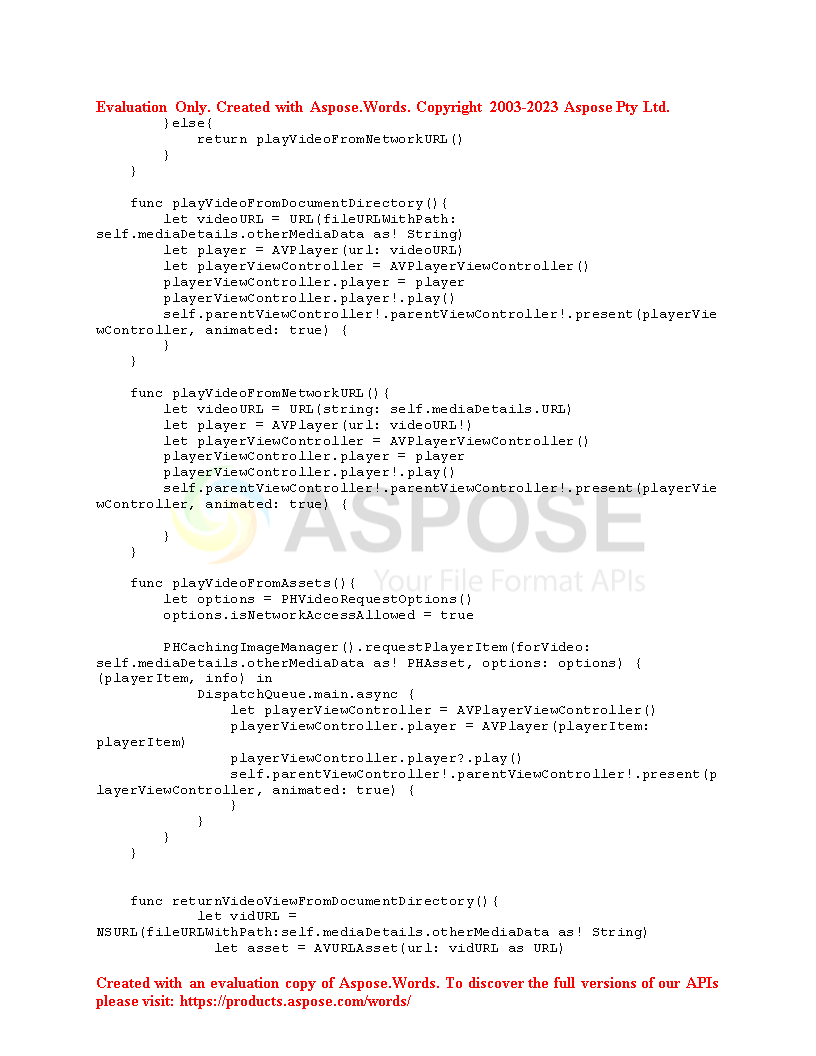 Evaluation Only. Created with Aspose.Words. Copyright 2003-2023 Aspose Pty Ltd.
        }else{
            return playVideoFromNetworkURL()
        }
    }

    func playVideoFromDocumentDirectory(){
        let videoURL = URL(fileURLWithPath:
self.mediaDetails.otherMediaData as! String)
        let player = AVPlayer(url: videoURL)
        let playerViewController = AVPlayerViewController()
        playerViewController.player = player
        playerViewController.player!.play()
        self.parentViewController!.parentViewController!.present(playerVie
wController, animated: true) {
        }
    }

    func playVideoFromNetworkURL(){
        let videoURL = URL(string: self.mediaDetails.URL)
        let player = AVPlayer(url: videoURL!)
        let playerViewController = AVPlayerViewController()
        playerViewController.player = player
        playerViewController.player!.play()
        self.parentViewController!.parentViewController!.present(playerVie
wController, animated: true) {

        }
    }
ASPOSE
Your File Format APIs

    func playVideoFromAssets(){
        let options = PHVideoRequestOptions()
        options.isNetworkAccessAllowed = true

        PHCachingImageManager().requestPlayerItem(forVideo:
self.mediaDetails.otherMediaData as! PHAsset, options: options) {
(playerItem, info) in
            DispatchQueue.main.async {
                let playerViewController = AVPlayerViewController()
                playerViewController.player = AVPlayer(playerItem:
playerItem)
                playerViewController.player?.play()
                self.parentViewController!.parentViewController!.present(p
layerViewController, animated: true) {
                }
            }
        }
    }

    func returnVideoViewFromDocumentDirectory(){
            let vidURL =
NSURL(fileURLWithPath:self.mediaDetails.otherMediaData as! String)
              let asset = AVURLAsset(url: vidURL as URL)

Created with an evaluation copy of Aspose.Words. To discover the full versions of our APIs
please visit: https://products.aspose.com/words/